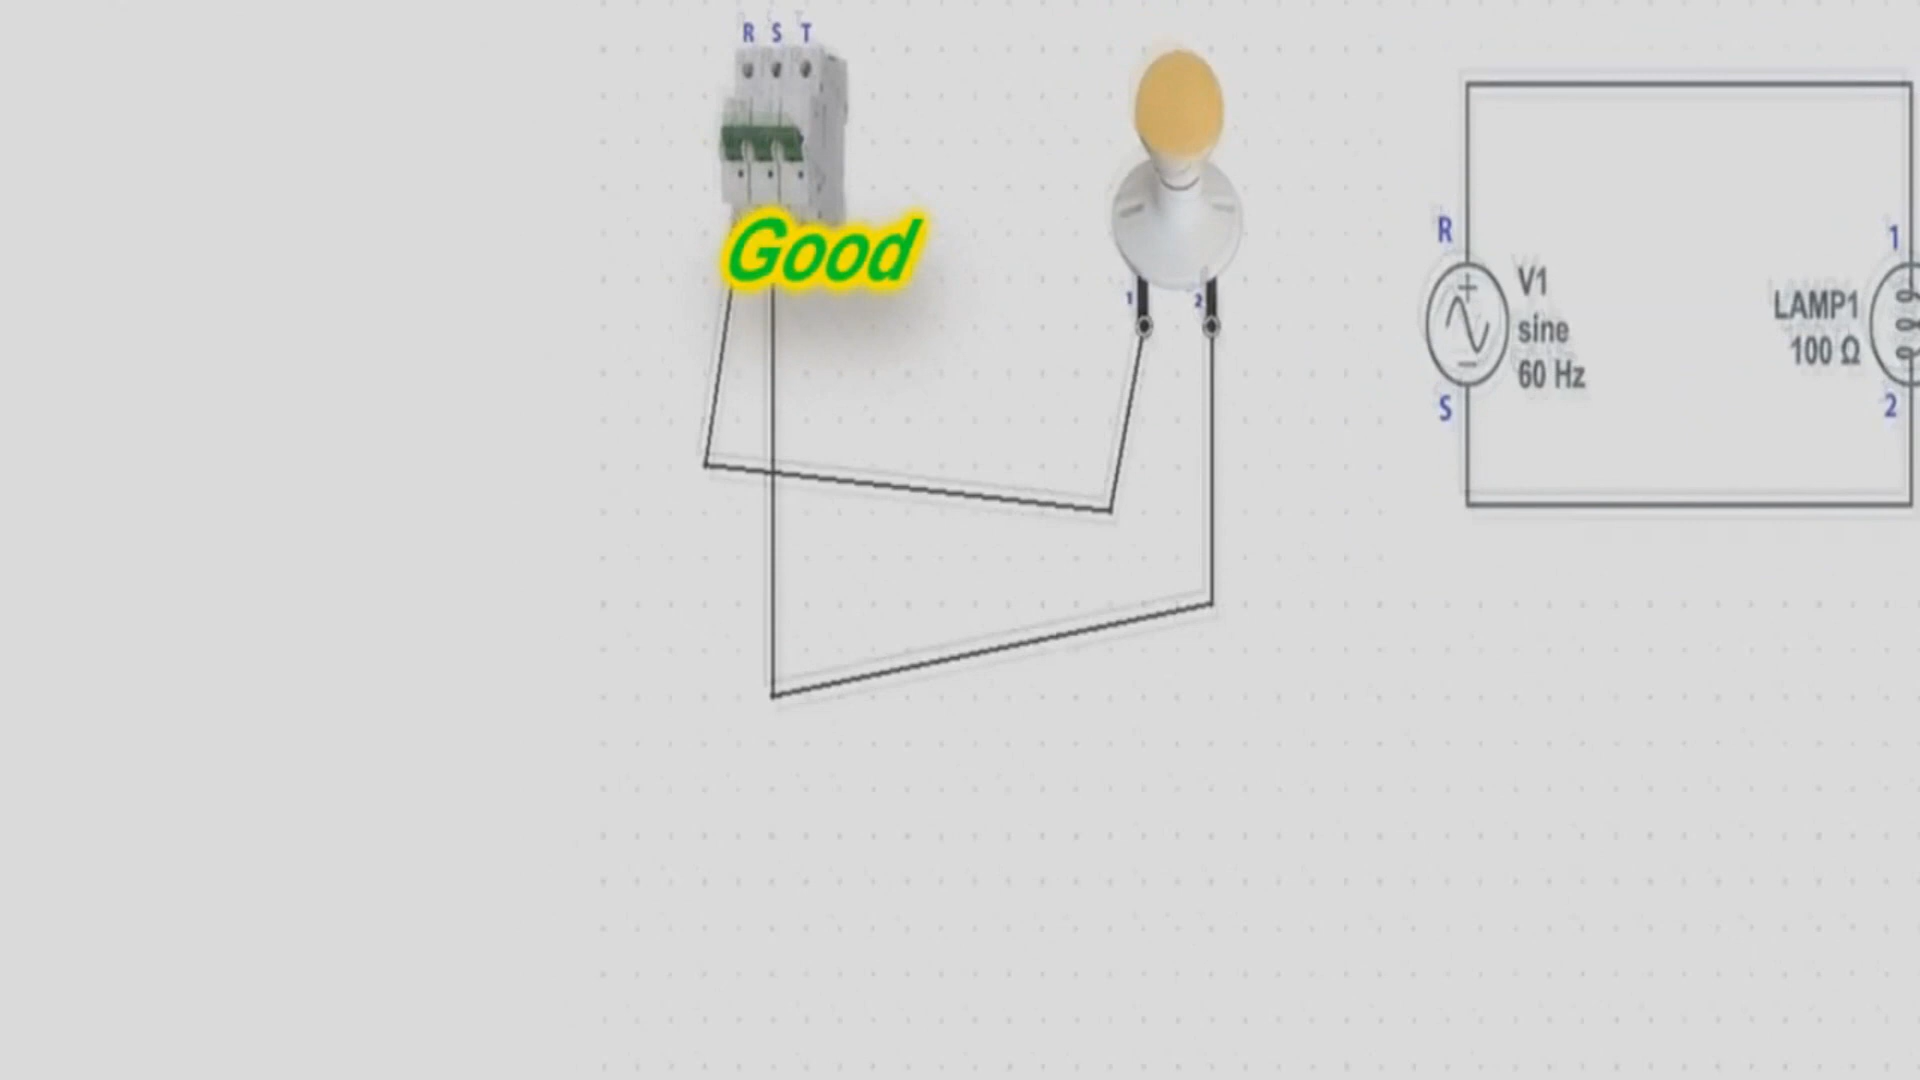 R S T
Good
1 2
R
V1
sine
60 Hz
S
LAMP1
100 Ω
1
2